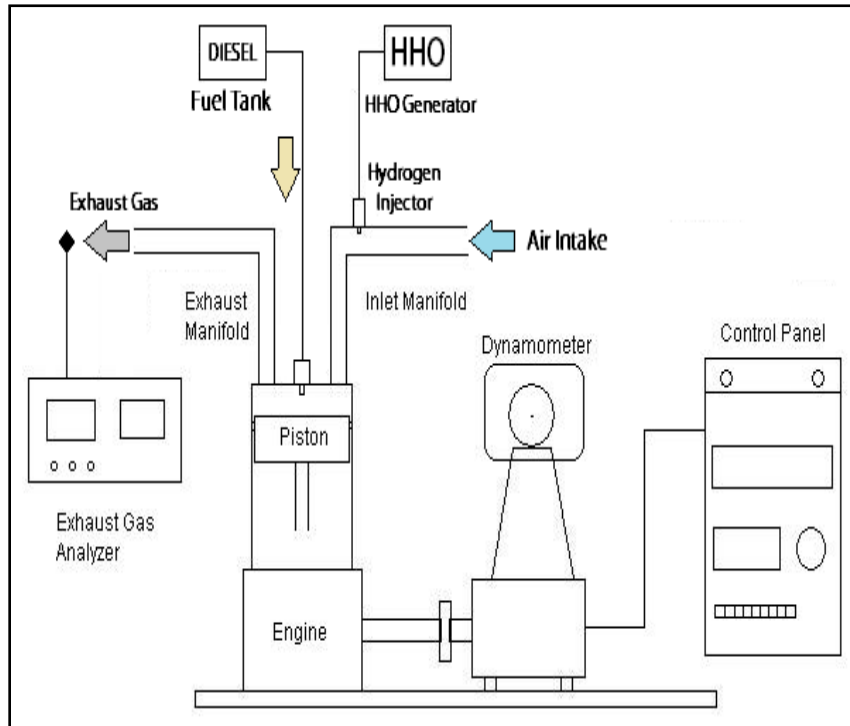 DIESEL
HHO
Fuel Tank
HHO Generator
Hydrogen
Injector
Exhaust Gas
Air Intake
Exhaust
Manifold
Inlet Manifold
Dynamometer
Control Panel
Piston
Exhaust Gas
Analyzer
Engine